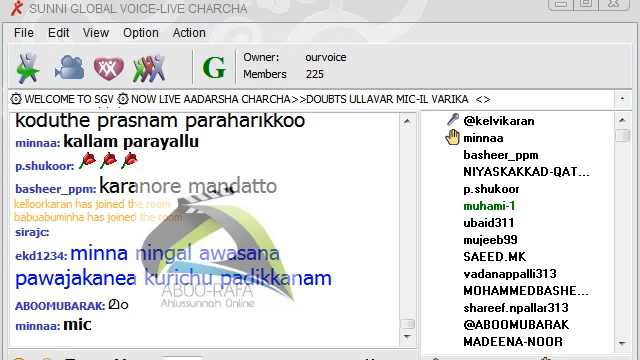 SUNNI GLOBAL VOICE-LIVE CHARCHA
File Edit View Option Action
G
Owner: ourvoice
Members 225
WELCOME TO SGV NOW LIVE AADARSHA CHARCHA>>DOUBTS ULLAVAR MIC-IL VARIKA <>
koduthe prasnam paraharikkoo
minnaa: kallam parayallu
p.shukoor:
basheer_ppm: karanore mandatto
kelloorkaran has joined the room
babuabuminha has joined the room
sirajc:
ekd1234: minna ningal awasana
pawajakanea kurichu padikkanam
ABOOMUBARAK:
minnaa: mic
ABOO-RAFA
Ahlussunnah Online
@kelvikaran
minnaa
basheer_ppm
NIYASKAKKAD-QAT...
p.shukoor
muhami-1
ubaid311
mujeeb99
SAEED.MK
vadanappalli313
MOHAMMEDBASHE...
shareef.npallar313
@ABOOMUBARAK
MADEENA-NOOR